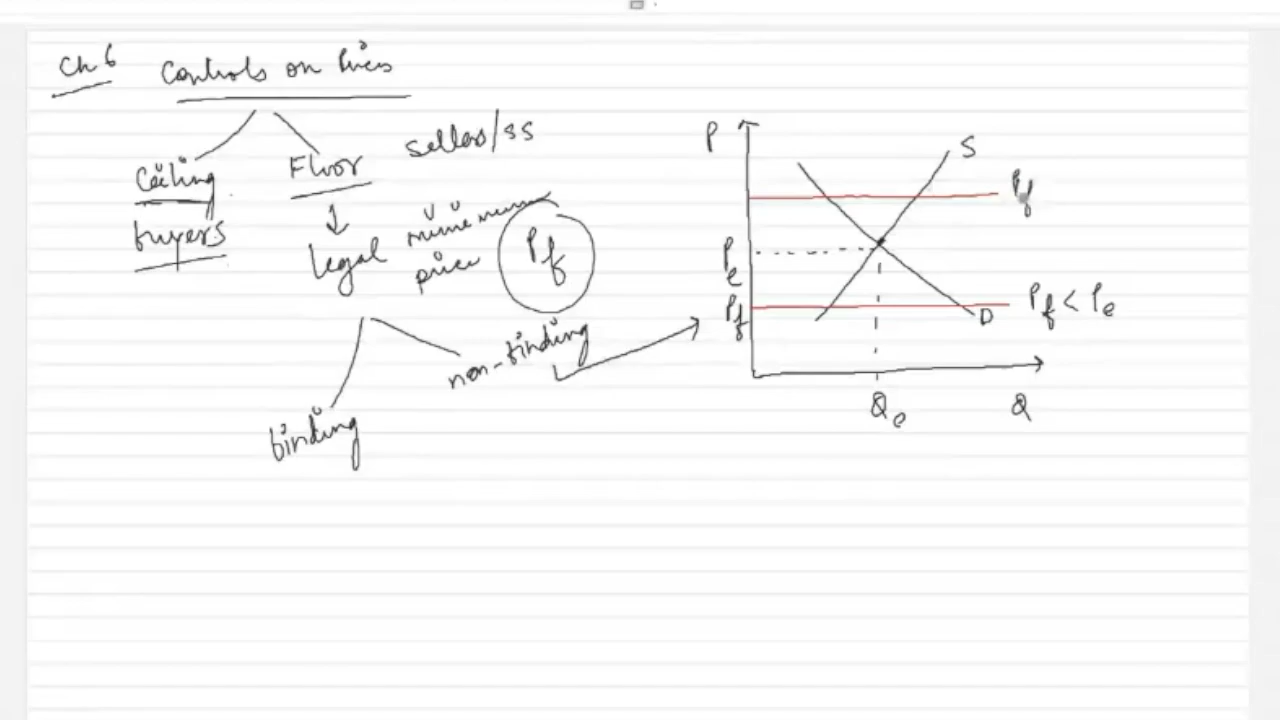 Ch 6 Controls on Prices
Ceiling
buyers
Floor
sellers/ss
Legal minimum
price
Pf
binding
non-binding
P
S
Pf
Pe
Pf
Pf < Pe
D
Qe
Q